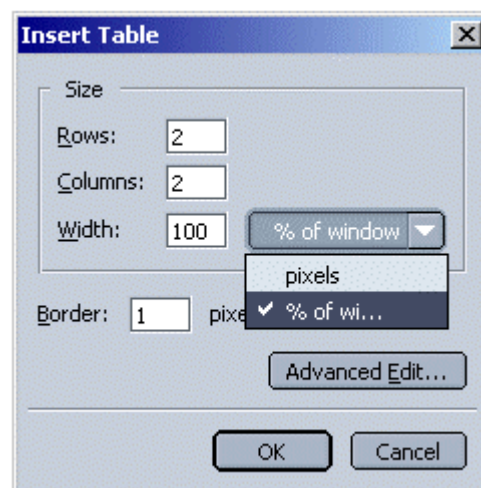 Insert Table
Size
Rows: 2
Columns: 2
Width: 100 % of window
pixels
% of wi...
Border: 1 pixe
Advanced Edit...
OK Cancel